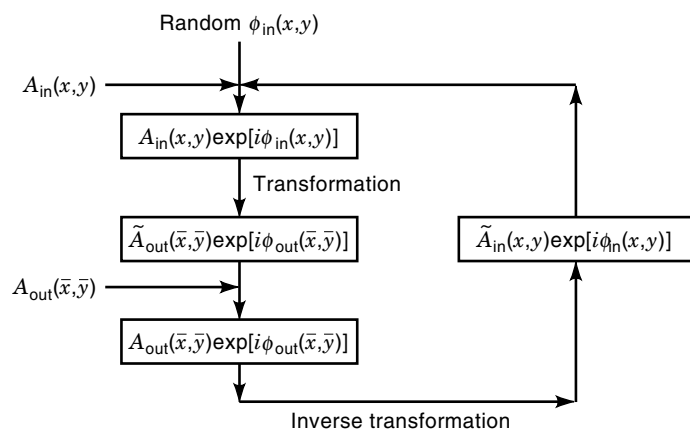 Random ϕin(x,y)
Ain(x,y)
Ain(x,y)exp[iϕin(x,y)]
Transformation
Ãout(x̅,y̅)exp[iϕout(x̅,y̅)]
Ãin(x,y)exp[iϕin(x,y)]
Aout(x̅,y̅)
Aout(x̅,y̅)exp[iϕout(x̅,y̅)]
Inverse transformation